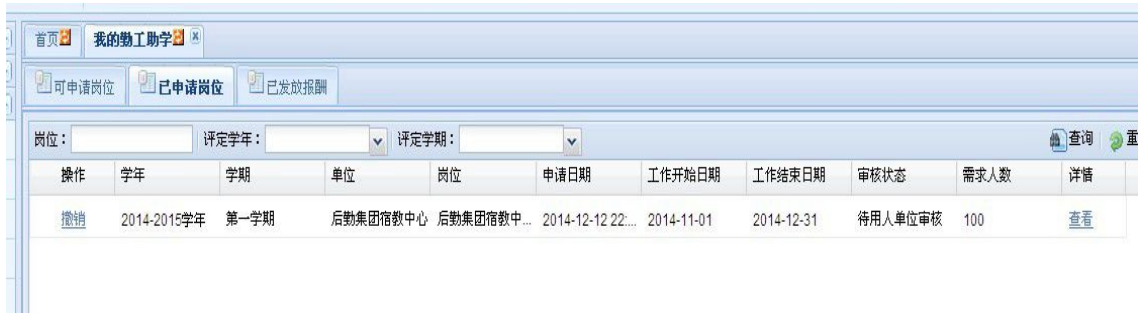 首页 我的勤工助学
可申请岗位 已申请岗位 已发放报酬
岗位： 评定学年： 评定学期： 查询 重
操作 学年 学期 单位 岗位 申请日期 工作开始日期 工作结束日期 审核状态 需求人数 详情
撤销 2014-2015学年 第一学期 后勤集团宿教中心 后勤集团宿教中... 2014-12-12 22:... 2014-11-01 2014-12-31 待用人单位审核 100 查看